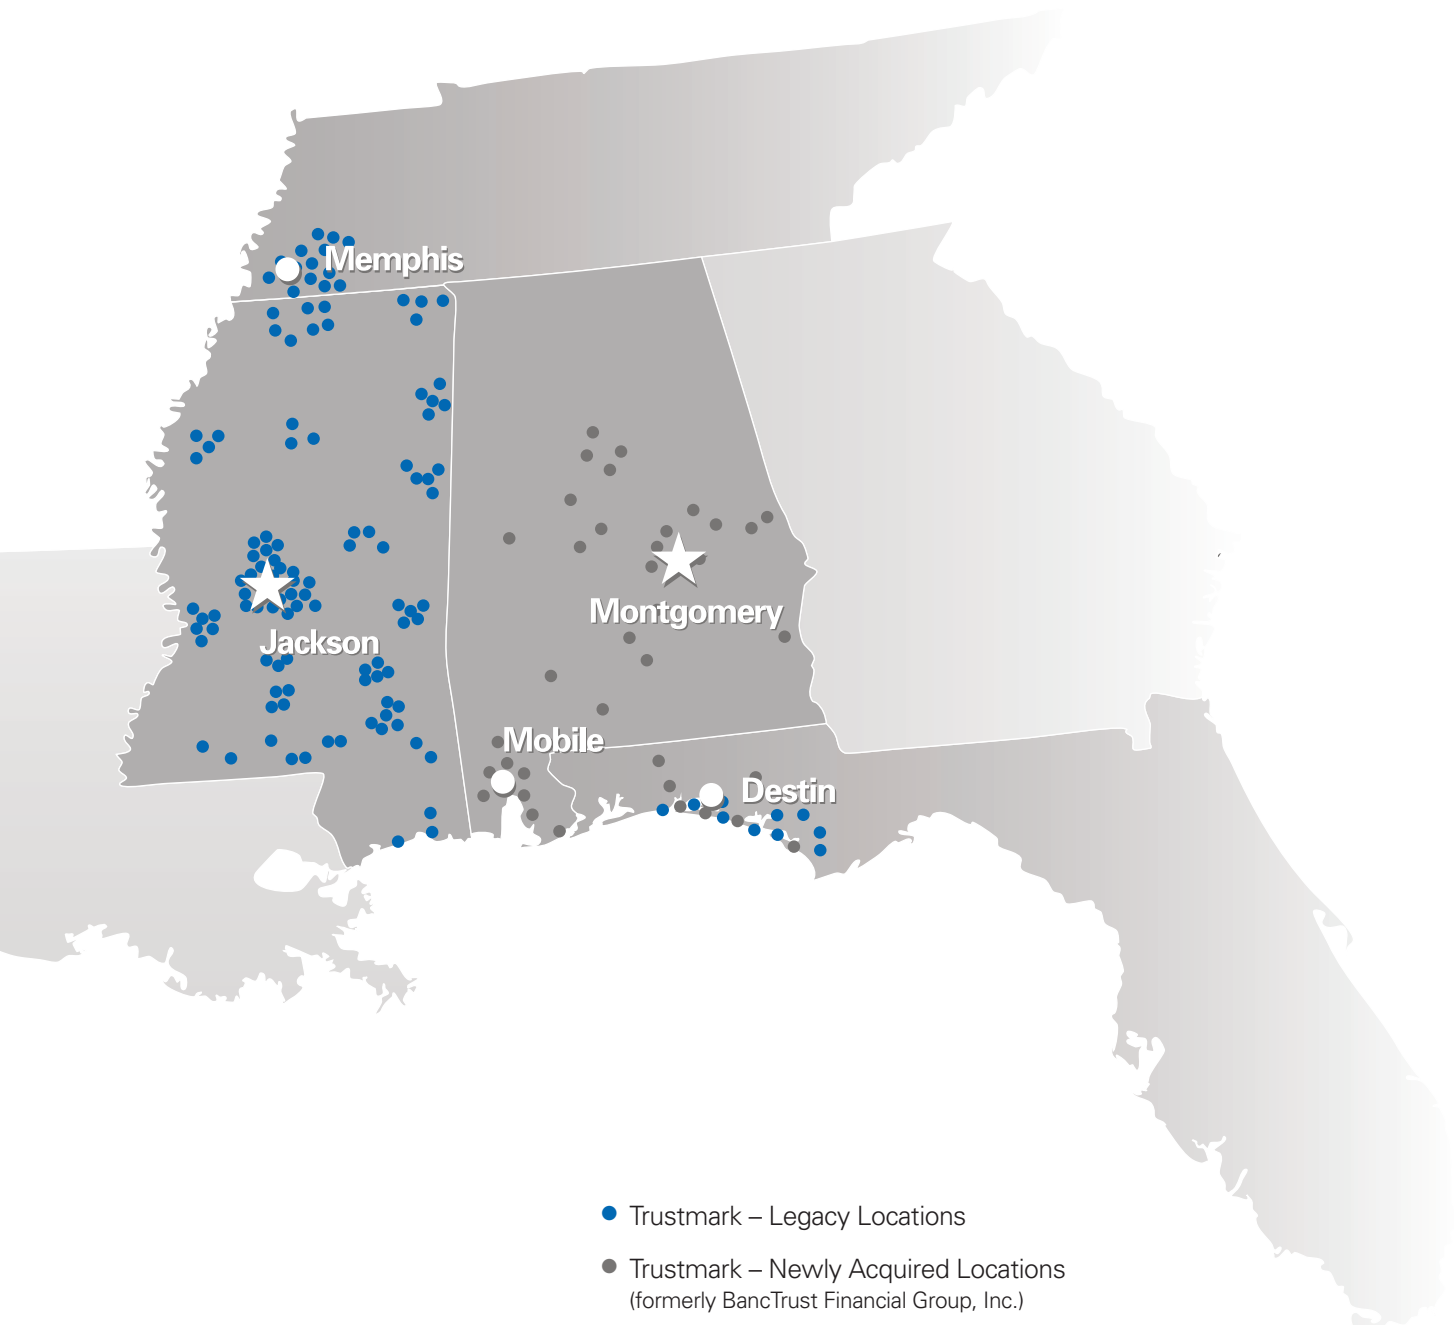 Memphis
Montgomery
Jackson
Mobile
Destin
Trustmark – Legacy Locations
Trustmark – Newly Acquired Locations
(formerly BancTrust Financial Group, Inc.)